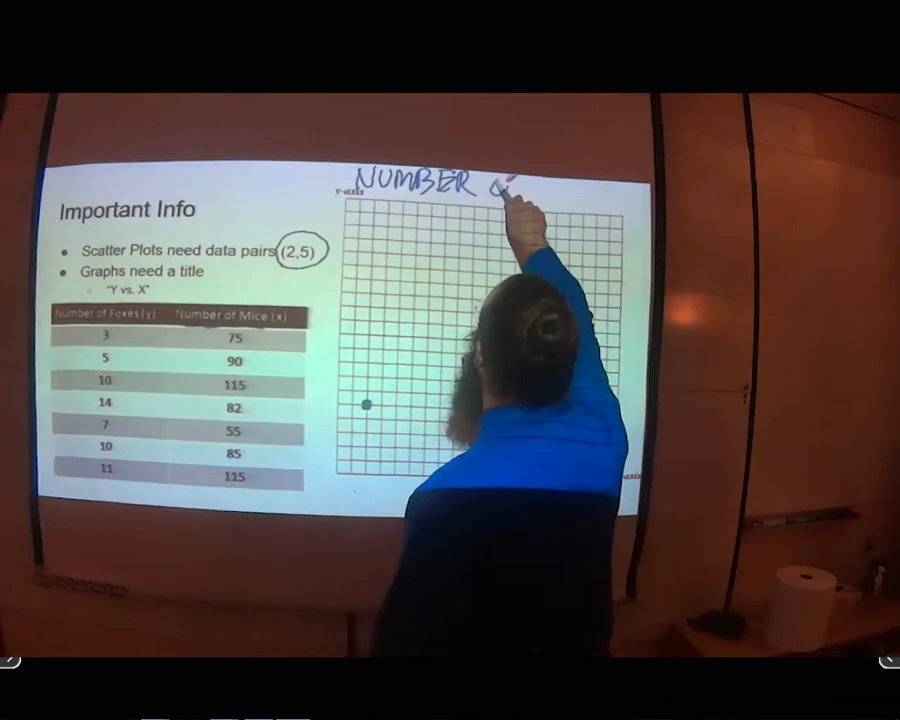 NUMBER
y-axis
Important Info
Scatter Plots need data pairs (2,5)
Graphs need a title
"Y vs. X"
Number of Foxes(y) Number of Mice (x)
3 75
5 90
10 115
14 82
7 55
10 85
11 115
axis